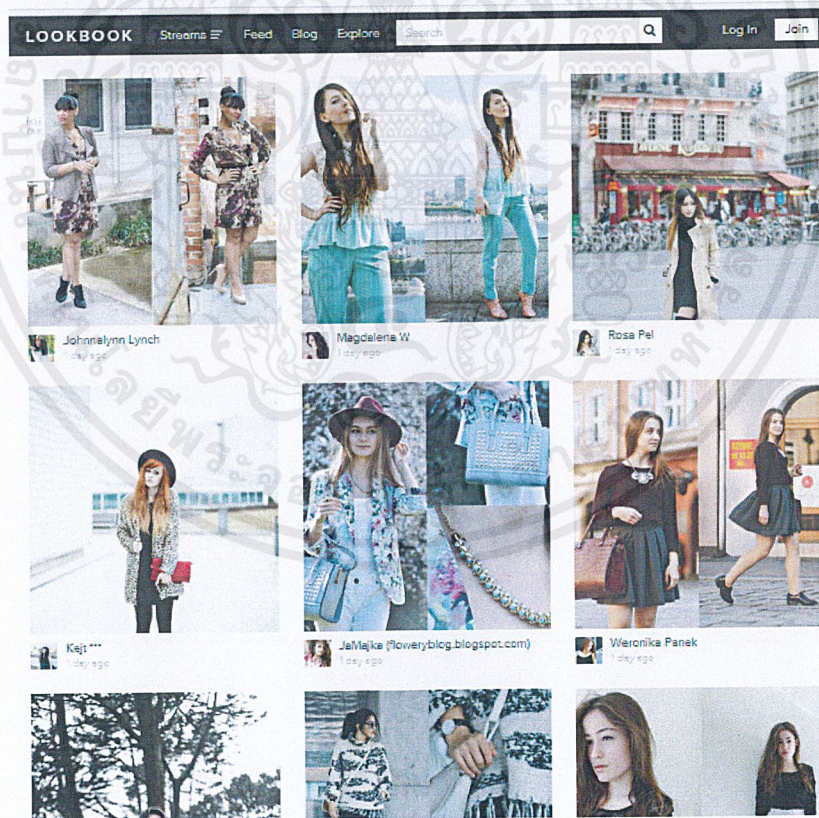 LOOKBOOK Streams Feed Blog Explore Search Log In Join
Johnnelynn Lynch
1 day ago
Magdalena W
1 day ago
Rosa Pel
1 day ago
Kejt ***
1 day ago
JaMajka (floweryblog.blogspot.com)
1 day ago
Weronika Panek
1 day ago